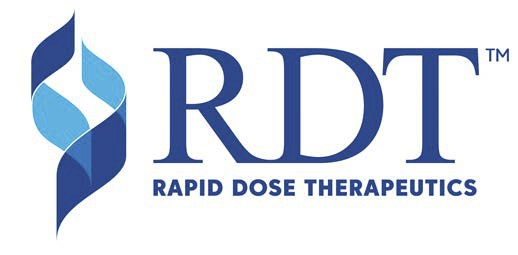 RDT™
RAPID DOSE THERAPEUTICS